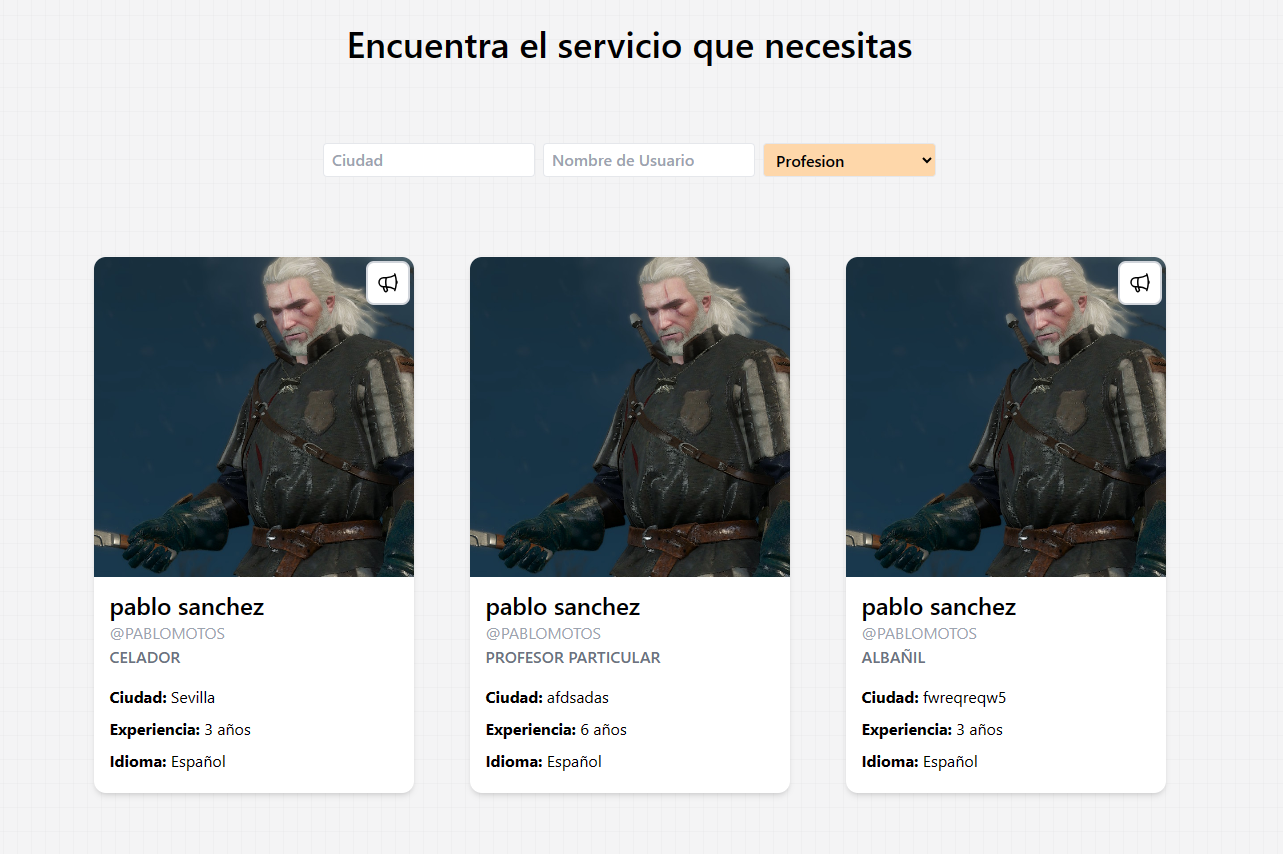 Encuentra el servicio que necesitas
Ciudad
Nombre de Usuario
Profesion
pablo sanchez
@PABLOMOTOS
CELADOR
Ciudad: Sevilla
Experiencia: 3 años
Idioma: Español
pablo sanchez
@PABLOMOTOS
PROFESOR PARTICULAR
Ciudad: afdsadas
Experiencia: 6 años
Idioma: Español
pablo sanchez
@PABLOMOTOS
ALBAÑIL
Ciudad: fwreqreqw5
Experiencia: 3 años
Idioma: Español